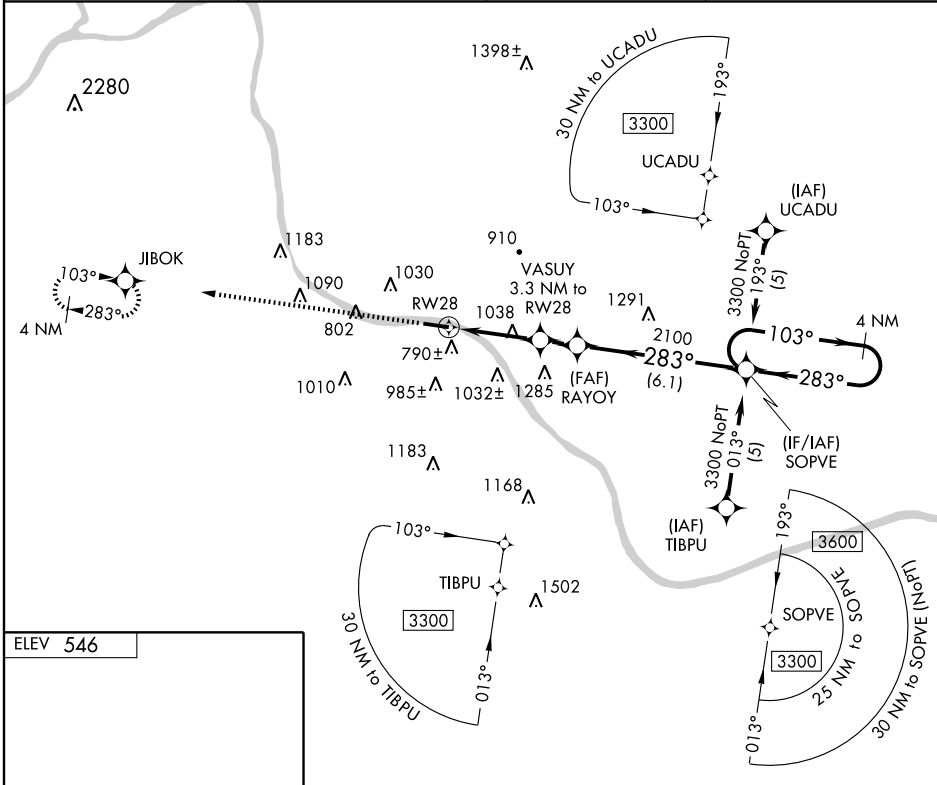 1398±
2280
30 NM to UCADU
193°
3300
UCADU
103°
(IAF)
UCADU
3300 NoPT
193°
(5)
1183
910
JIBOK
103°
283°
4 NM
1090
1030
VASUY
3.3 NM to
RW28
RW28
1038
1291
802
2100
283°
(6.1)
103°
4 NM
283°
790±
(FAF)
RAYOY
1010
985±
1032±
1285
(IF/IAF)
SOPVE
3300 NoPT
013°
(5)
1183
1168
(IAF)
TIBPU
103°
TIBPU
3300
1502
30 NM to TIBPU
013°
193°
3600
SOPVE
3300
25 NM to SOPVE
30 NM to SOPVE (NoPT)
013°
ELEV 546